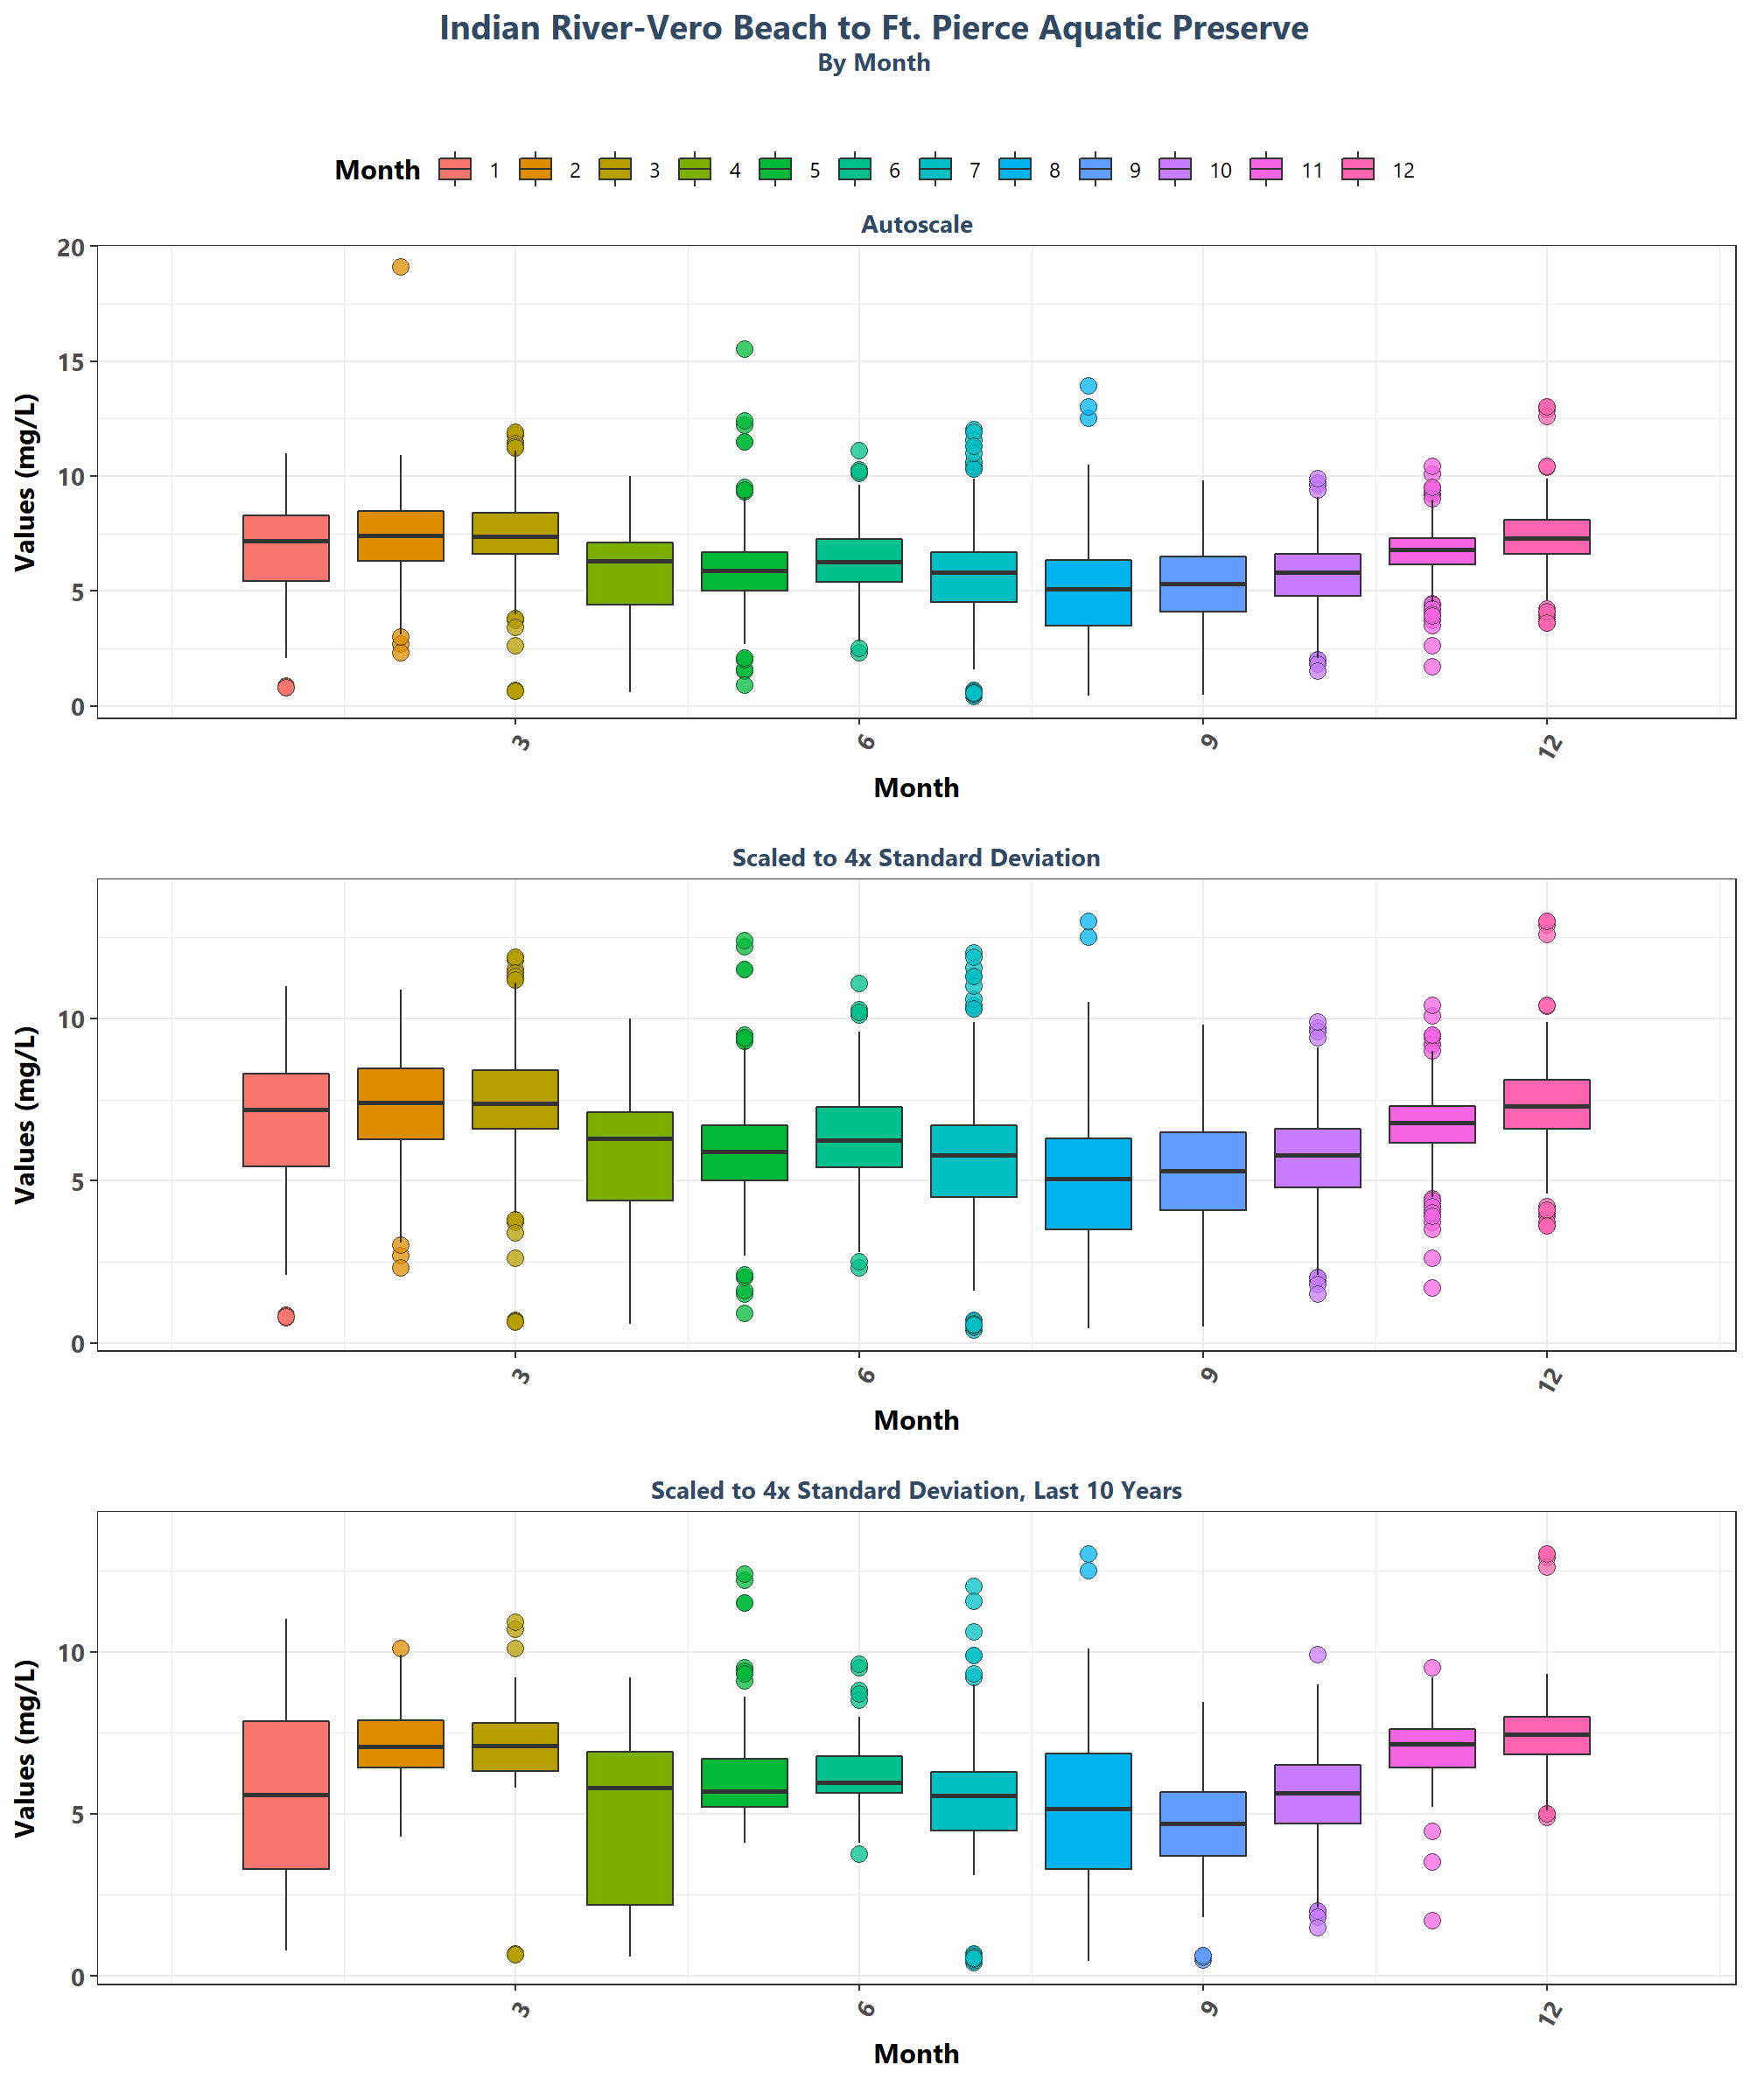 Indian River-Vero Beach to Ft. Pierce Aquatic Preserve
By Month
Month 1 2 3 4 5 6 7 8 9 10 11 12
Autoscale
Values (mg/L)
20
15
10
5
0
3 6 9 12
Month
Scaled to 4x Standard Deviation
Values (mg/L)
10
5
0
3 6 9 12
Month
Scaled to 4x Standard Deviation, Last 10 Years
Values (mg/L)
10
5
0
3 6 9 12
Month